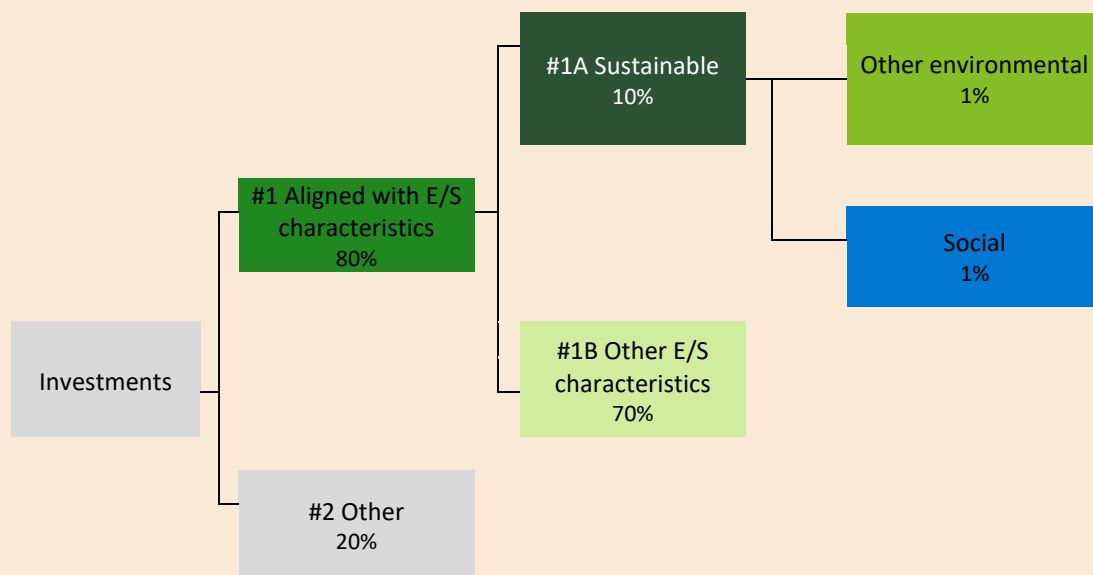 #1A Sustainable
10%
Other environmental
1%
#1 Aligned with E/S
characteristics
80%
Social
1%
Investments
#1B Other E/S
characteristics
70%
#2 Other
20%